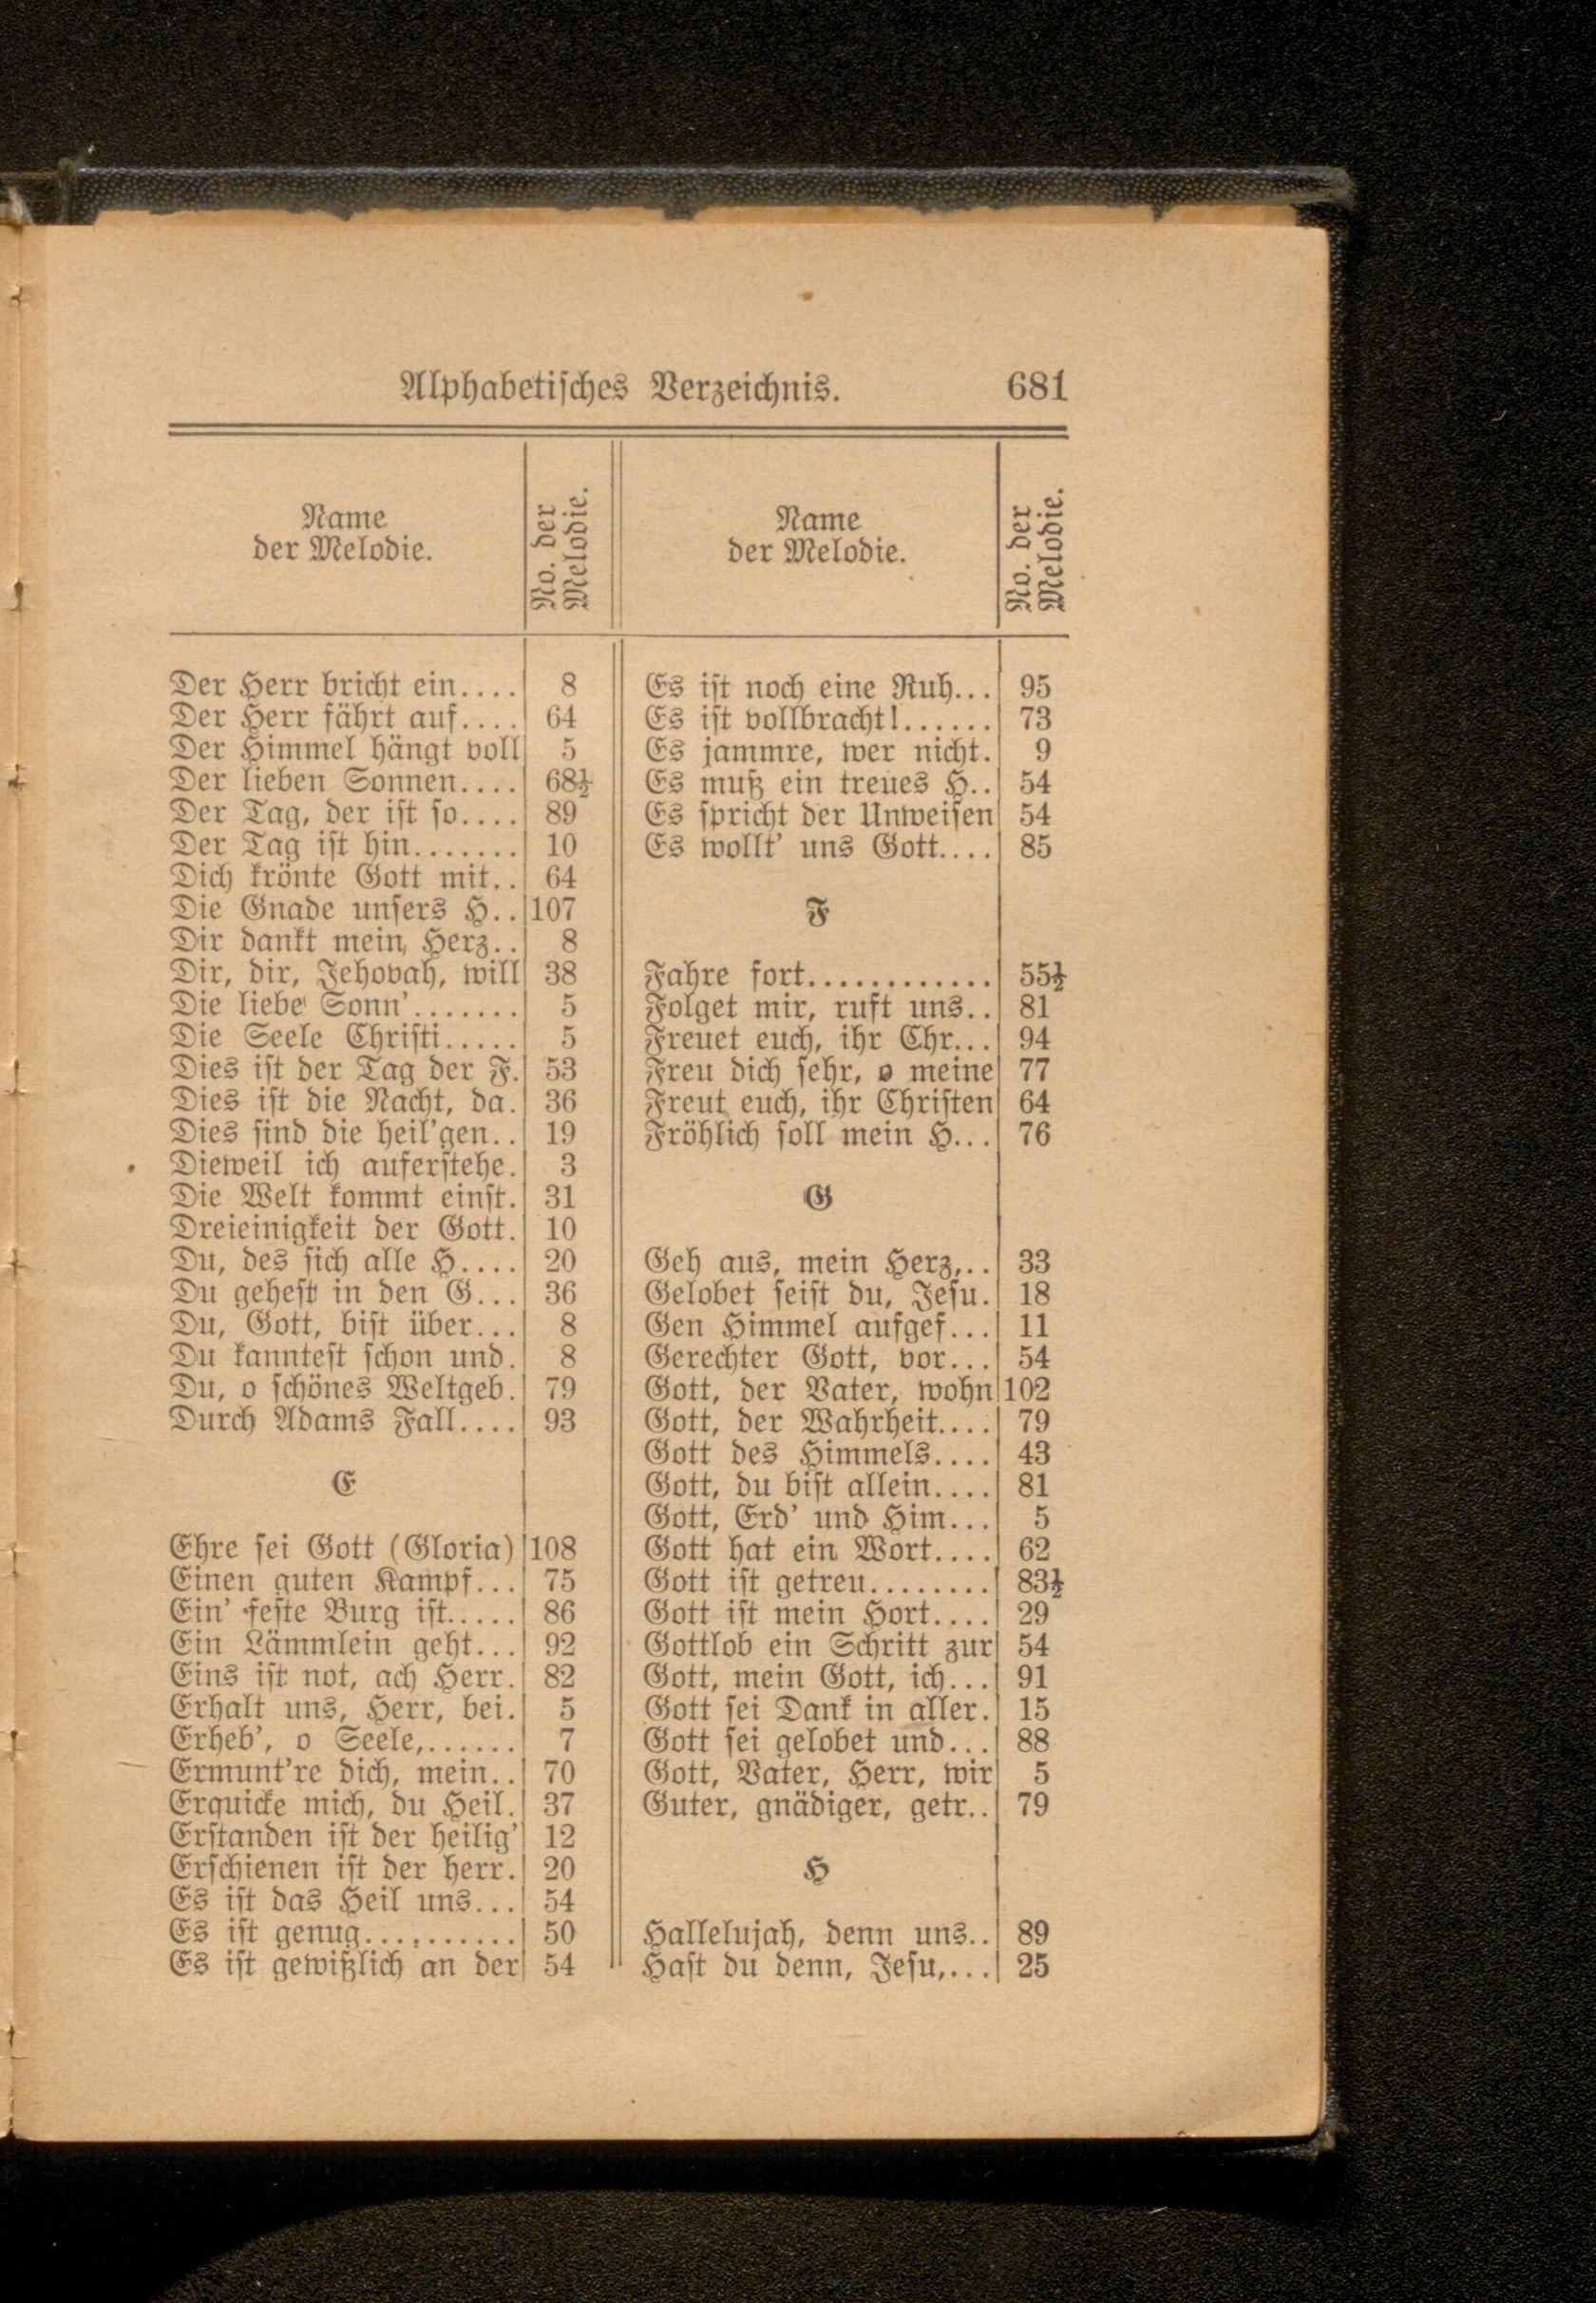 Alphabetisches Verzeichnis. 681
Name
der Melodie.
No. der
Melodie.
Der Herr bricht ein.... 8
Der Herr fährt auf.... 64
Der Himmel hängt voll 5
Der lieben Sonnen.... 68½
Der Tag, der ist so.... 89
Der Tag ist hin....... 10
Dich krönte Gott mit.. 64
Die Gnade unsers H.. 107
Dir dankt mein Herz.. 8
Dir, dir, Jehovah, will 38
Die liebe Sonn'....... 5
Die Seele Christi..... 5
Dies ist der Tag der F. 53
Dies ist die Nacht, da. 36
Dies sind die heil'gen.. 19
Dieweil ich auferstehe. 3
Die Welt kommt einst. 31
Dreieinigkeit der Gott. 10
Du, des sich alle H.... 20
Du gehest in den G... 36
Du, Gott, bist über... 8
Du kanntest schon und. 8
Du, o schönes Weltgeb. 79
Durch Adams Fall.... 93
E
Ehre sei Gott (Gloria) 108
Einen guten Kampf... 75
Ein' feste Burg ist..... 86
Ein Lämmlein geht... 92
Eins ist not, ach Herr. 82
Erhalt uns, Herr, bei. 5
Erheb', o Seele,...... 7
Ermunt're dich, mein.. 70
Erquicke mich, du Heil. 37
Erstanden ist der heilig' 12
Erschienen ist der herr. 20
Es ist das Heil uns... 54
Es ist genug.......... 50
Es ist gewißlich an der 54
Name
der Melodie.
No. der
Melodie.
Es ist noch eine Ruh... 95
Es ist vollbracht!...... 73
Es jammre, wer nicht. 9
Es muß ein treues H.. 54
Es spricht der Unweisen 54
Es wollt' uns Gott.... 85
F
Fahre fort............ 55½
Folget mir, ruft uns.. 81
Freuet euch, ihr Chr... 94
Freu dich sehr, o meine 77
Freut euch, ihr Christen 64
Fröhlich soll mein H... 76
G
Geh aus, mein Herz,.. 33
Gelobet seist du, Jesu. 18
Gen Himmel aufgef... 11
Gerechter Gott, vor... 54
Gott, der Vater, wohn 102
Gott, der Wahrheit.... 79
Gott des Himmels.... 43
Gott, du bist allein.... 81
Gott, Erd' und Him... 5
Gott hat ein Wort.... 62
Gott ist getreu........ 83½
Gott ist mein Hort.... 29
Gottlob ein Schritt zur 54
Gott, mein Gott, ich... 91
Gott sei Dank in aller. 15
Gott sei gelobet und... 88
Gott, Vater, Herr, wir 5
Guter, gnädiger, getr.. 79
H
Hallelujah, denn uns.. 89
Hast du denn, Jesu,... 25